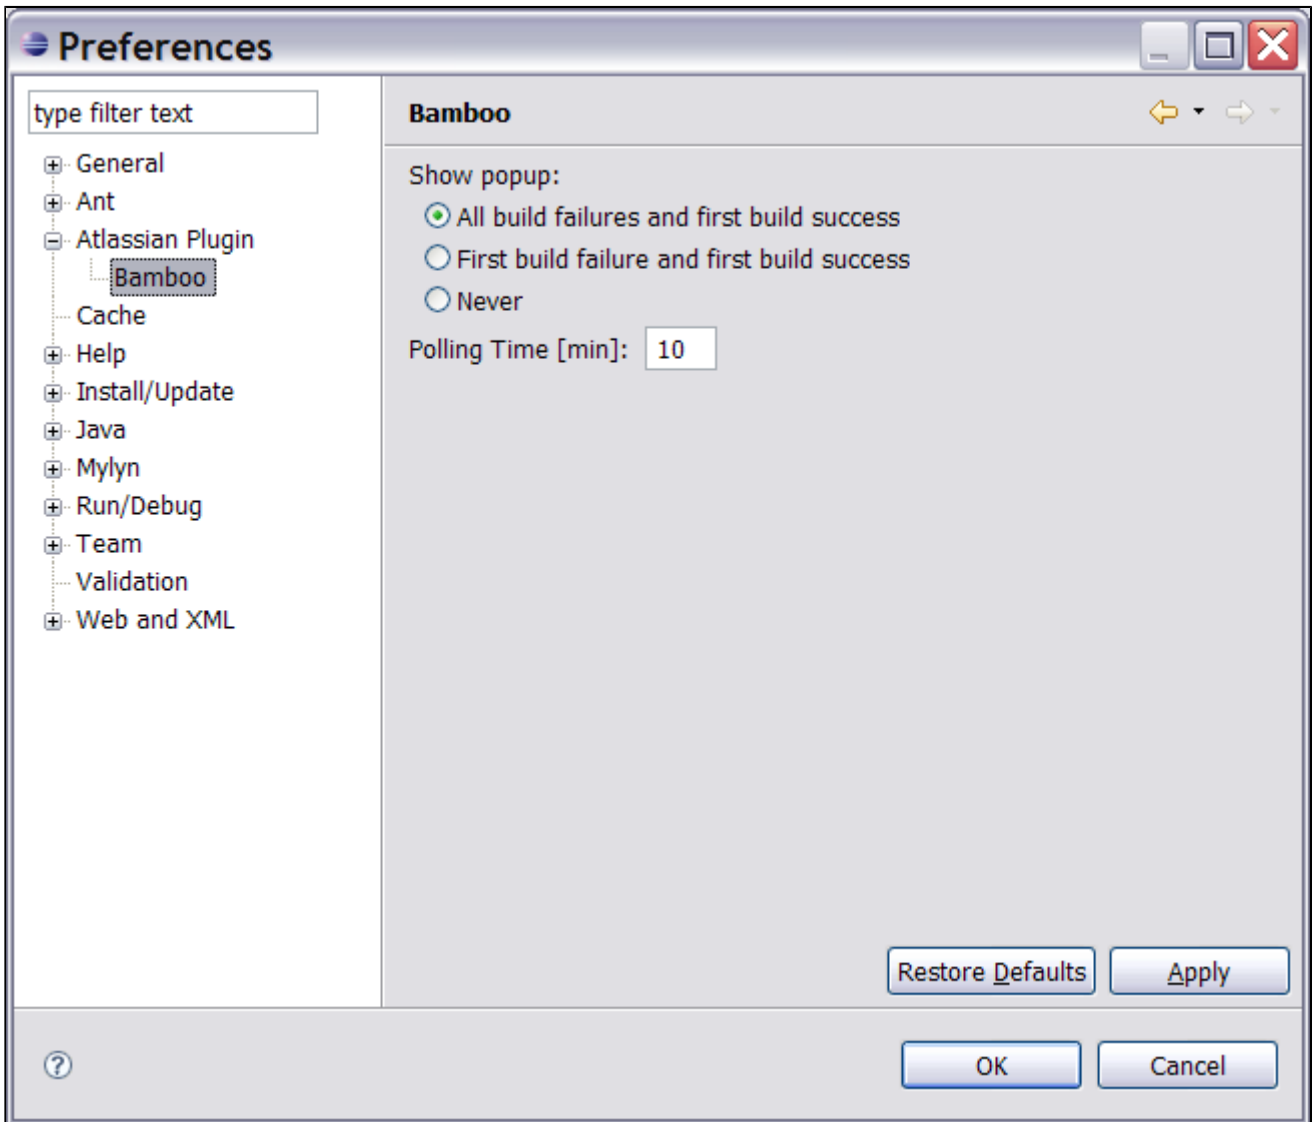 Preferences
type filter text
General
Ant
Atlassian Plugin
Bamboo
Cache
Help
Install/Update
Java
Mylyn
Run/Debug
Team
Validation
Web and XML
Bamboo
Show popup:
All build failures and first build success
First build failure and first build success
Never
Polling Time [min]: 10
Restore Defaults Apply
? OK Cancel